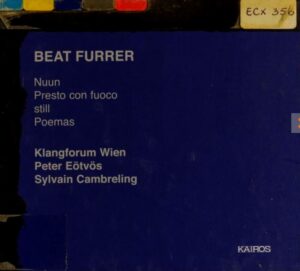 ECX 356
BEAT FURRER
Nuun
Presto con fuoco
still
Poemas
Klangforum Wien
Peter Eötvös
Sylvain Cambreling
KAIROS